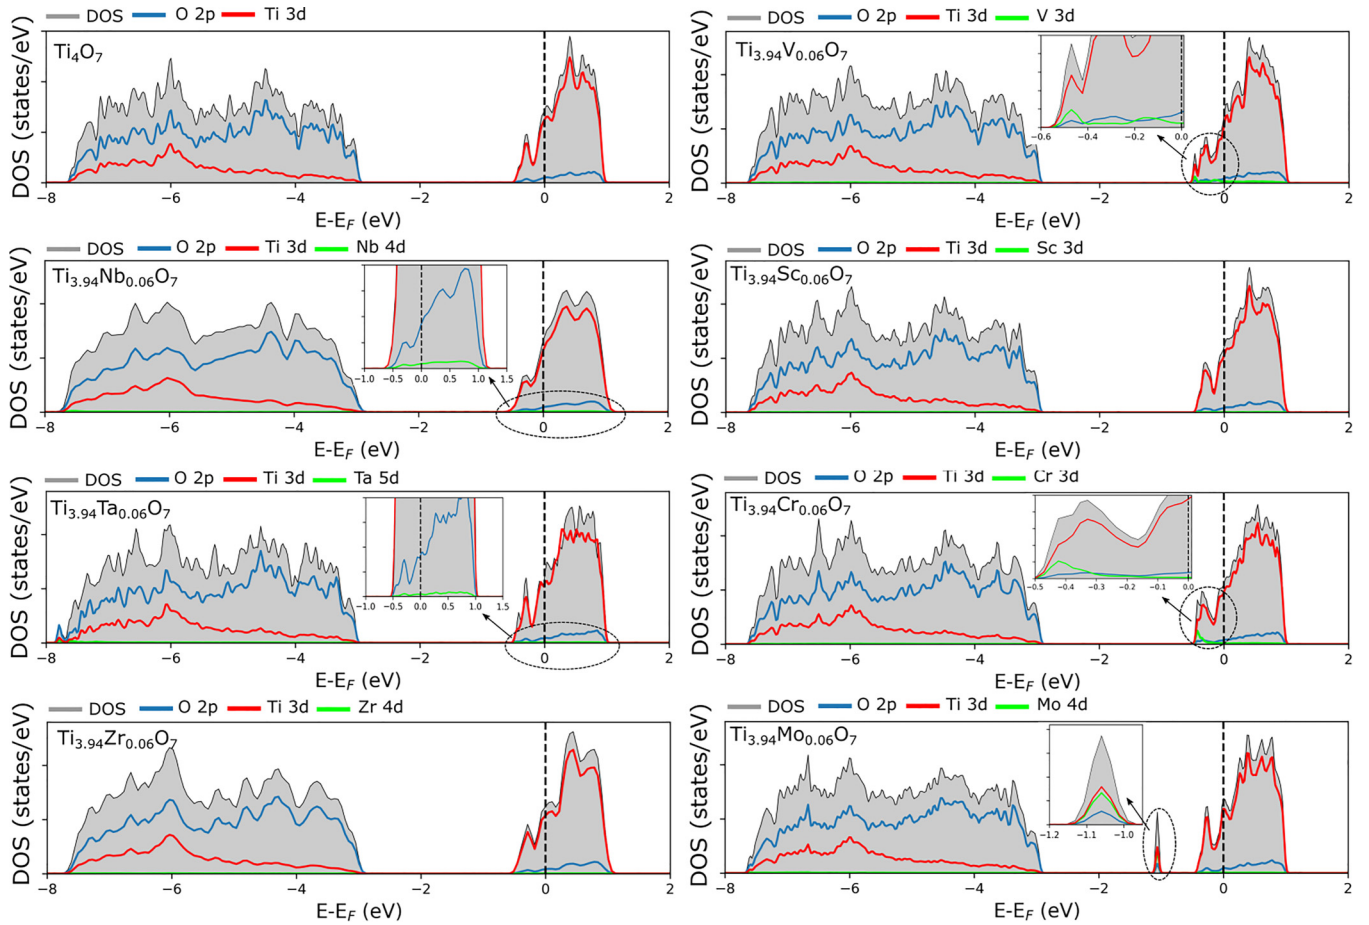 DOS O 2p Ti 3d
Ti4O7
DOS (states/eV)
−8 −6 −4 −2 0 2
E-EF (eV)
DOS O 2p Ti 3d V 3d
Ti3.94V0.06O7
−0.6 −0.4 −0.2 0.0
DOS (states/eV)
−8 −6 −4 −2 0 2
E-EF (eV)
DOS O 2p Ti 3d Nb 4d
Ti3.94Nb0.06O7
−1.0 −0.5 0.0 0.5 1.0 1.5
DOS (states/eV)
−8 −6 −4 −2 0 2
E-EF (eV)
DOS O 2p Ti 3d Sc 3d
Ti3.94Sc0.06O7
DOS (states/eV)
−8 −6 −4 −2 0 2
E-EF (eV)
DOS O 2p Ti 3d Ta 5d
Ti3.94Ta0.06O7
−1.0 −0.5 0.0 0.5 1.0 1.5
DOS (states/eV)
−8 −6 −4 −2 0 2
E-EF (eV)
DOS O 2p Ti 3d Cr 3d
Ti3.94Cr0.06O7
−0.5 −0.4 −0.3 −0.2 −0.1 0.0
DOS (states/eV)
−8 −6 −4 −2 0 2
E-EF (eV)
DOS O 2p Ti 3d Zr 4d
Ti3.94Zr0.06O7
DOS (states/eV)
−8 −6 −4 −2 0 2
E-EF (eV)
DOS O 2p Ti 3d Mo 4d
Ti3.94Mo0.06O7
−1.2 −1.1 −1.0
DOS (states/eV)
−8 −6 −4 −2 0 2
E-EF (eV)